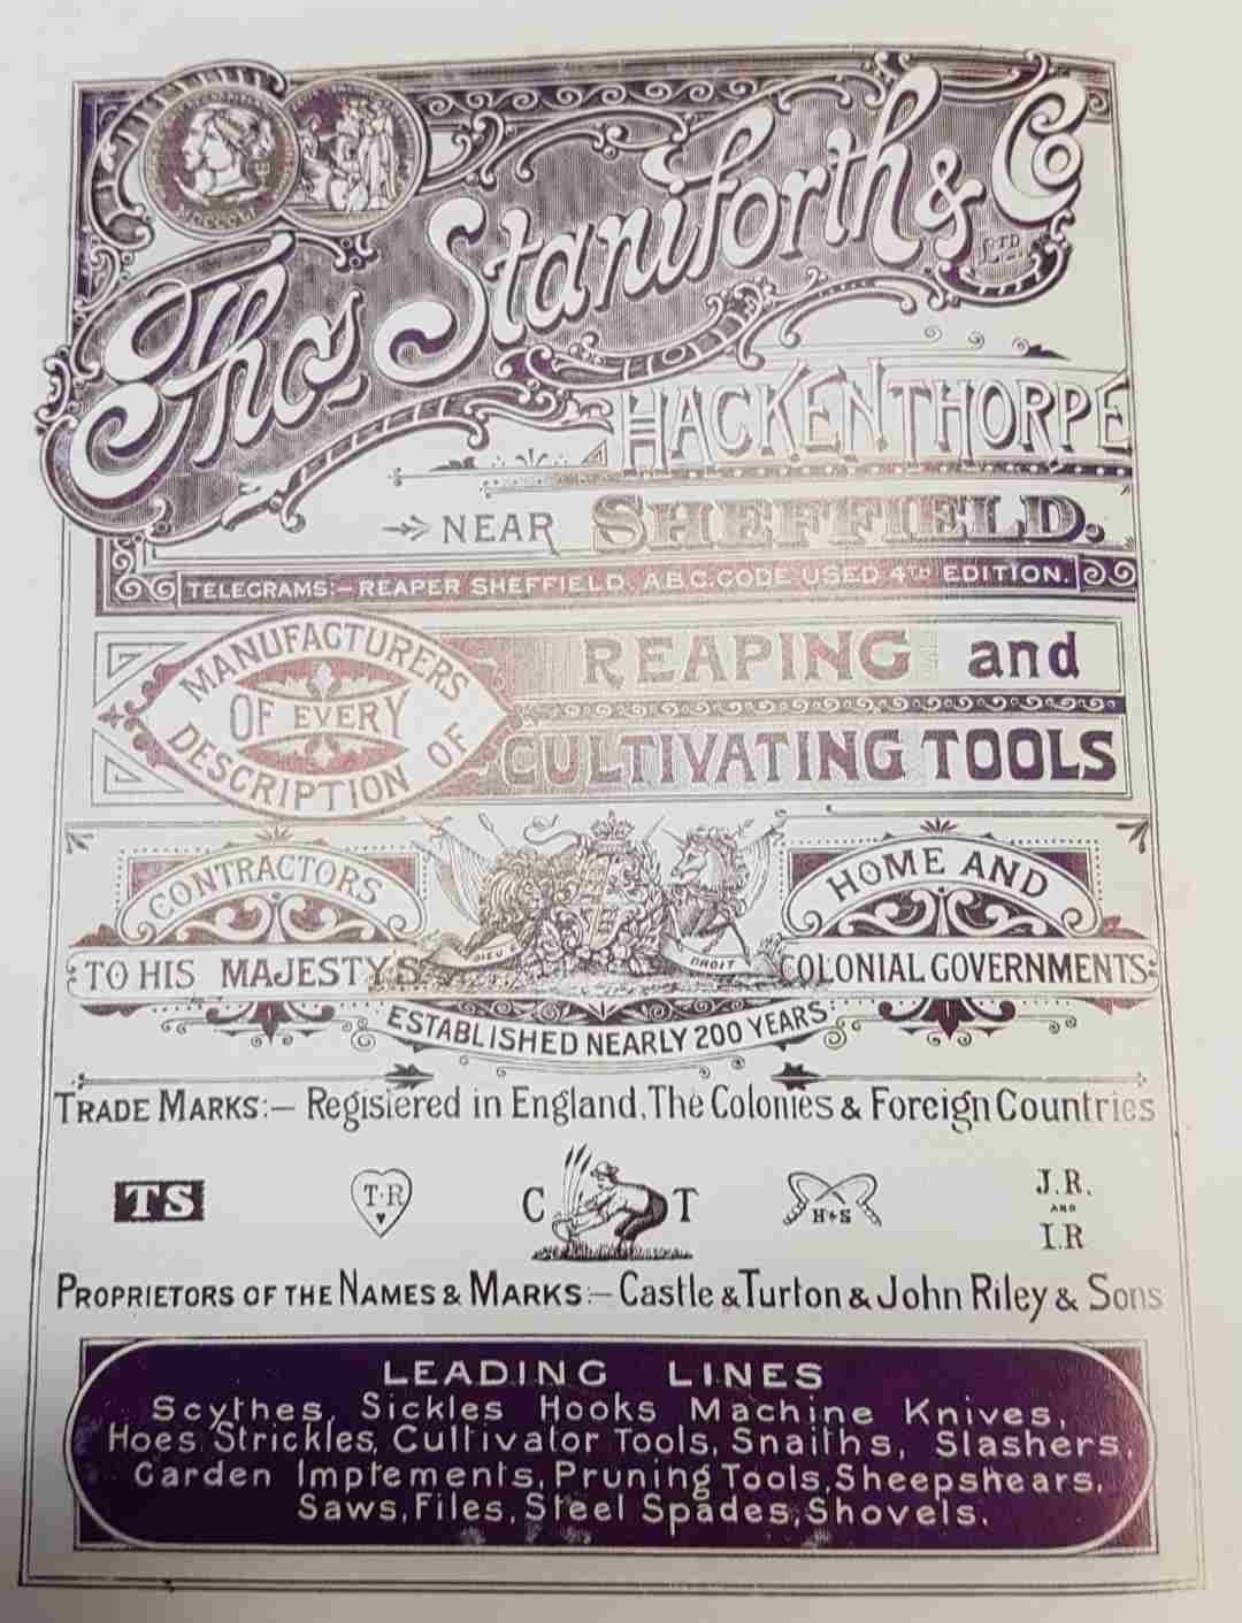 Thos Staniforth & Co
LTD
HACKENTHORPE
NEAR SHEFFIELD.
TELEGRAMS:- REAPER SHEFFIELD. A.B.C. CODE USED 4TH EDITION.
MANUFACTURERS
OF EVERY
DESCRIPTION OF
REAPING and
CULTIVATING TOOLS
CONTRACTORS
TO HIS MAJESTY'S
DIEU
DROIT
HOME AND
COLONIAL GOVERNMENTS
ESTABLISHED NEARLY 200 YEARS
TRADE MARKS:- Registered in England, The Colonies & Foreign Countries
TS
T.R
C T
H+S
J.R.
AND
I.R
PROPRIETORS OF THE NAMES & MARKS:- Castle & Turton & John Riley & Sons
LEADING LINES
Scythes, Sickles Hooks Machine Knives,
Hoes Strickles, Cultivator Tools, Snaiths, Slashers,
Garden Implements, Pruning Tools, Sheepshears,
Saws, Files, Steel Spades, Shovels.